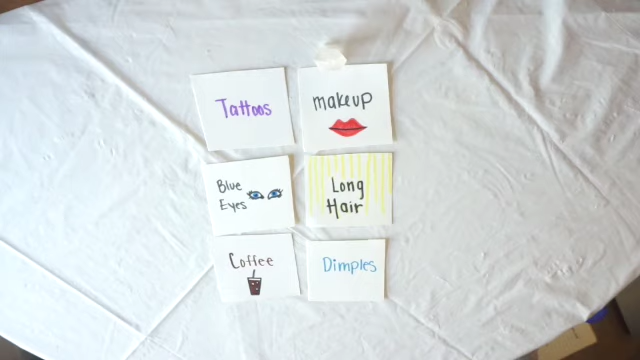 Tattoos
makeup
Blue
Eyes
Long
Hair
Coffee
Dimples